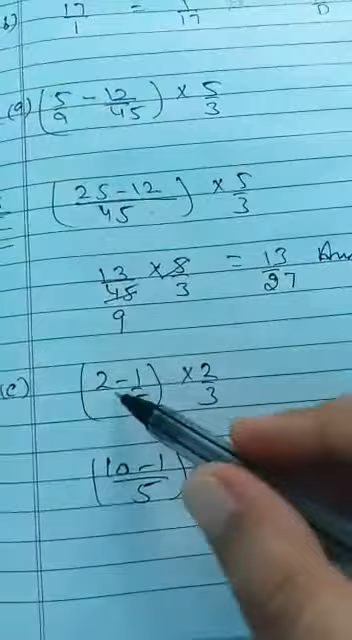 b) 17/1 = 1/17
(a) (5/9 - 12/45) × 5/3
(25-12/45) × 5/3
13/45 × 5/3 = 13/27 Ans
9
(c) (2 - 1/5) × 2/3
(10-1/5)